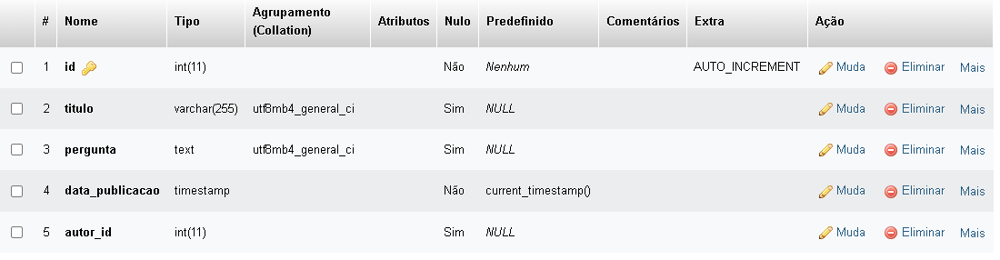 # Nome Tipo Agrupamento (Collation) Atributos Nulo Predefinido Comentários Extra Ação
1 id int(11) Não Nenhum AUTO_INCREMENT Muda Eliminar Mais
2 titulo varchar(255) utf8mb4_general_ci Sim NULL Muda Eliminar Mais
3 pergunta text utf8mb4_general_ci Sim NULL Muda Eliminar Mais
4 data_publicacao timestamp Não current_timestamp() Muda Eliminar Mais
5 autor_id int(11) Sim NULL Muda Eliminar Mais